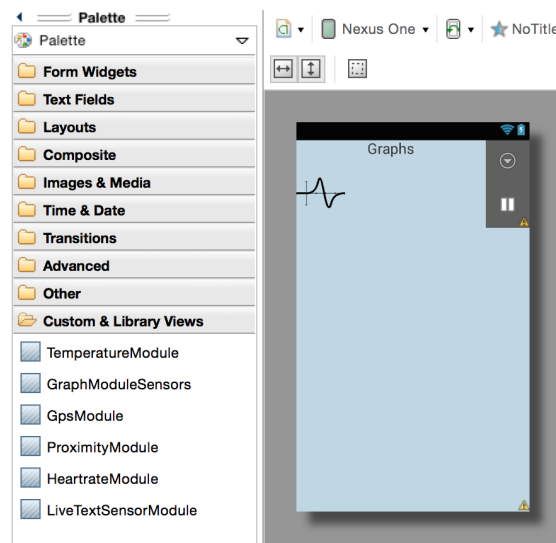 Palette
Palette
Form Widgets
Text Fields
Layouts
Composite
Images & Media
Time & Date
Transitions
Advanced
Other
Custom & Library Views
TemperatureModule
GraphModuleSensors
GpsModule
ProximityModule
HeartrateModule
LiveTextSensorModule
Nexus One
NoTitle
Graphs